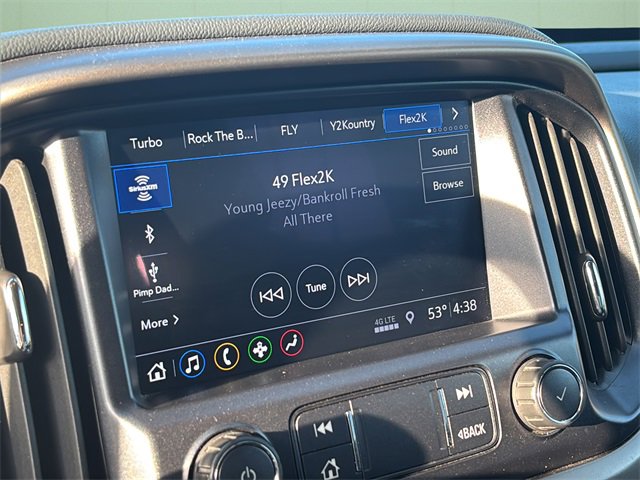 Turbo Rock The B... FLY Y2Kountry Flex2K
SiriusXM
49 Flex2K
Sound
Young Jeezy/Bankroll Fresh
Browse
All There
Pimp Dad...
Tune
More
4G LTE
53° 4:38
BACK